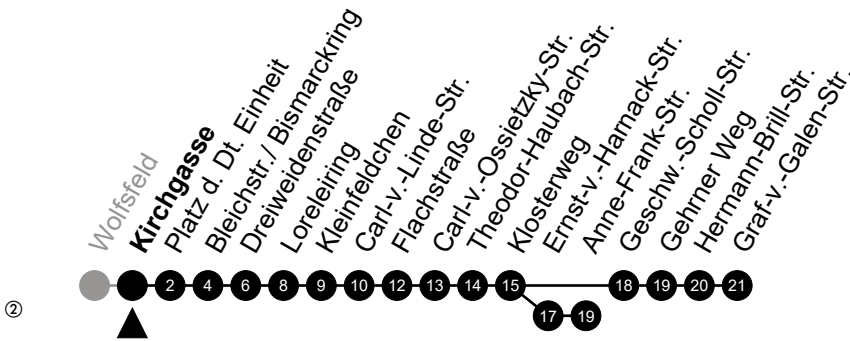 Wolfsfeld
Kirchgasse
Platz d. Dt. Einheit
Bleichstr./ Bismarckring
Dreiweidenstraße
Loreleiring
Kleinfeldchen
Carl-v.-Linde-Str.
Flachstraße
Carl-v.-Ossietzky-Str.
Theodor-Haubach-Str.
Klosterweg
Ernst-v.-Harnack-Str.
Anne-Frank-Str.
Geschw.-Scholl-Str.
Gehrner Weg
Hermann-Brill-Str.
Graf-v.-Galen-Str.
2 4 6 8 9 10 12 13 14 15 18 19 20 21
② 17 19